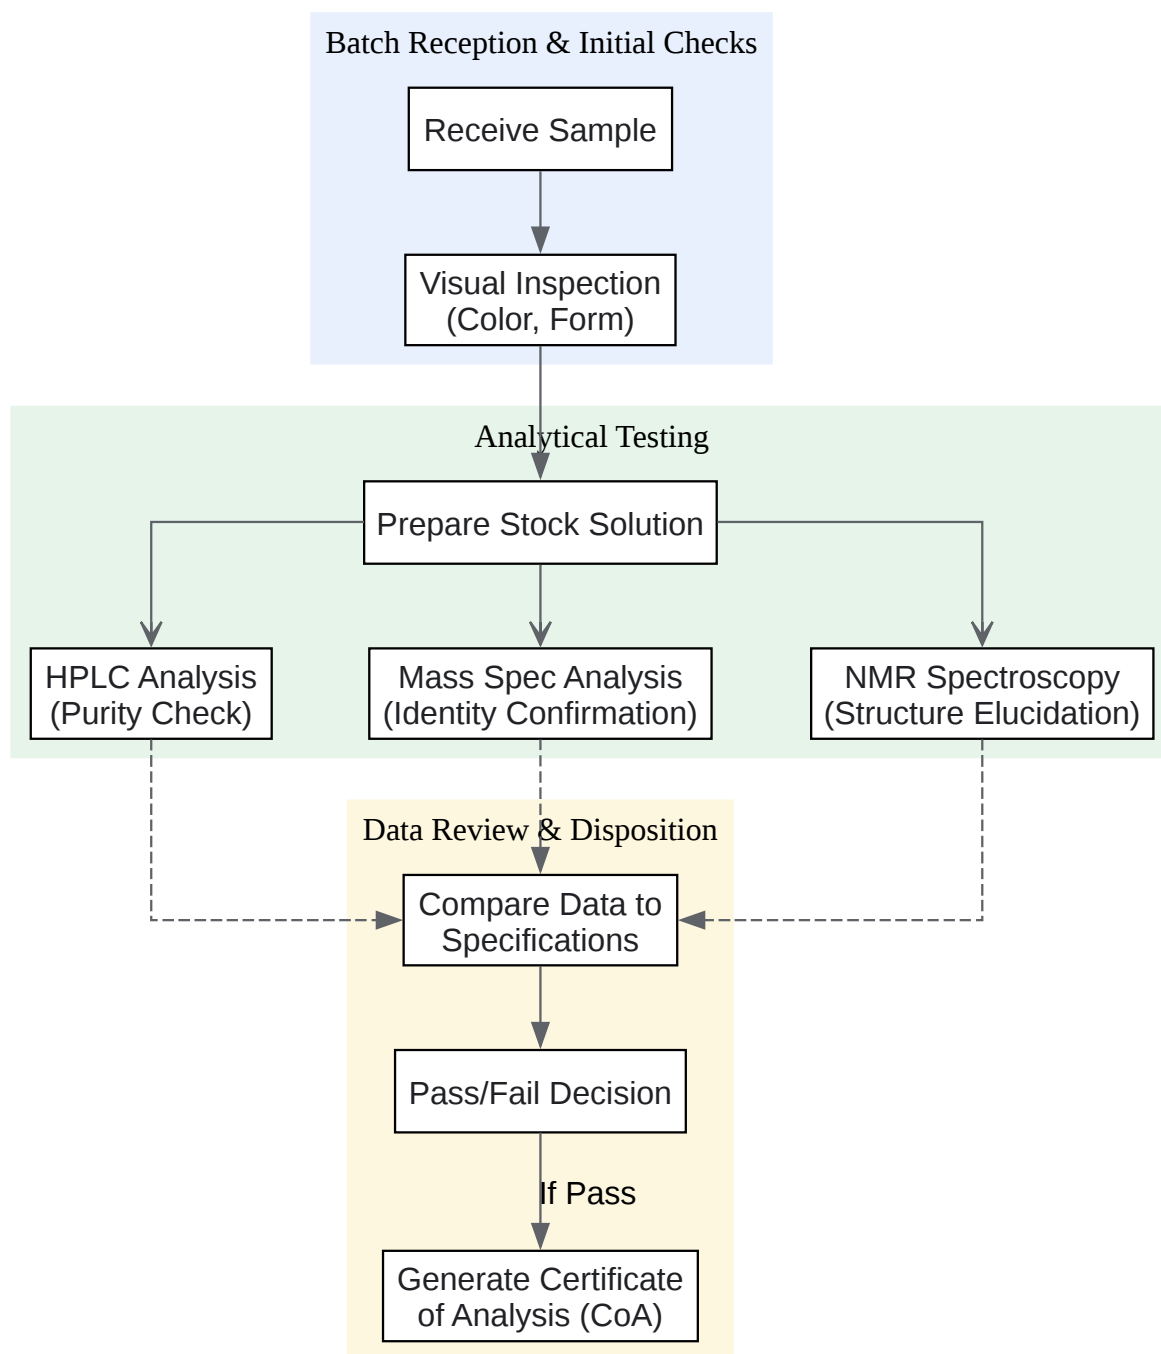 Batch Reception & Initial Checks
Receive Sample
Visual Inspection
(Color, Form)
Analytical Testing
Prepare Stock Solution
HPLC Analysis
(Purity Check)
Mass Spec Analysis
(Identity Confirmation)
NMR Spectroscopy
(Structure Elucidation)
Data Review & Disposition
Compare Data to
Specifications
Pass/Fail Decision
If Pass
Generate Certificate
of Analysis (CoA)